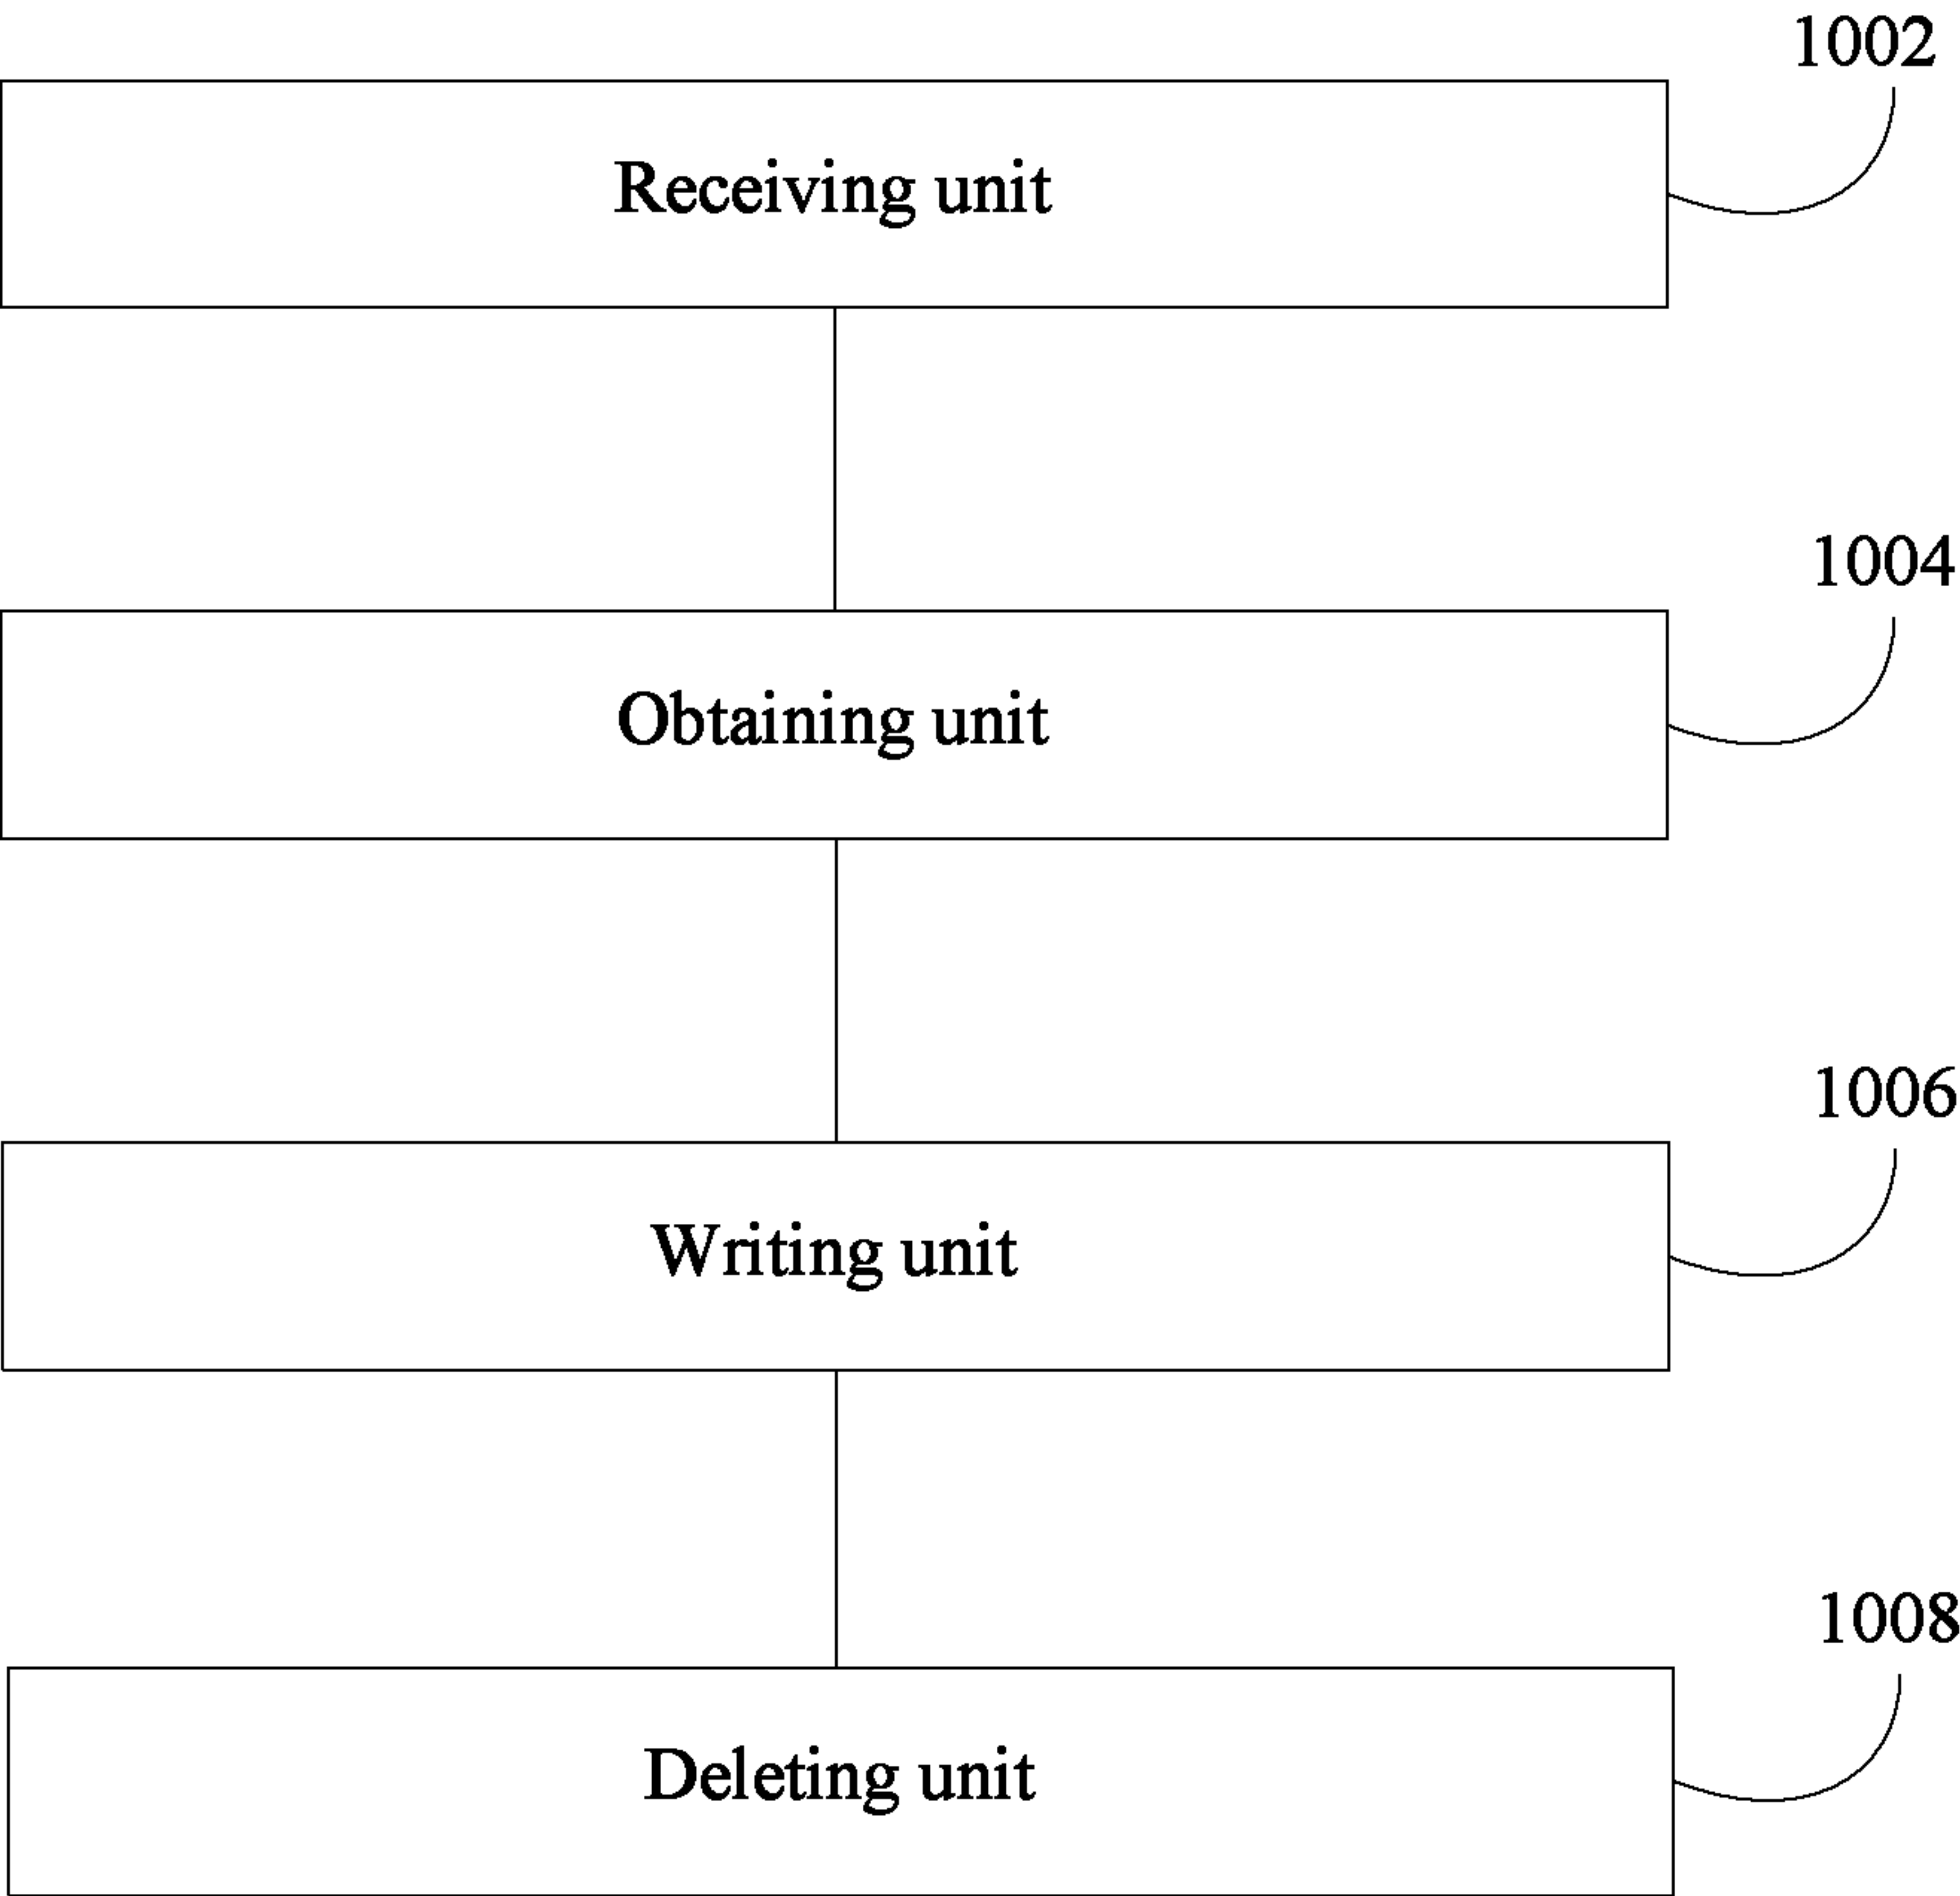 1002
Receiving unit
1004
Obtaining unit
1006
Writing unit
1008
Deleting unit